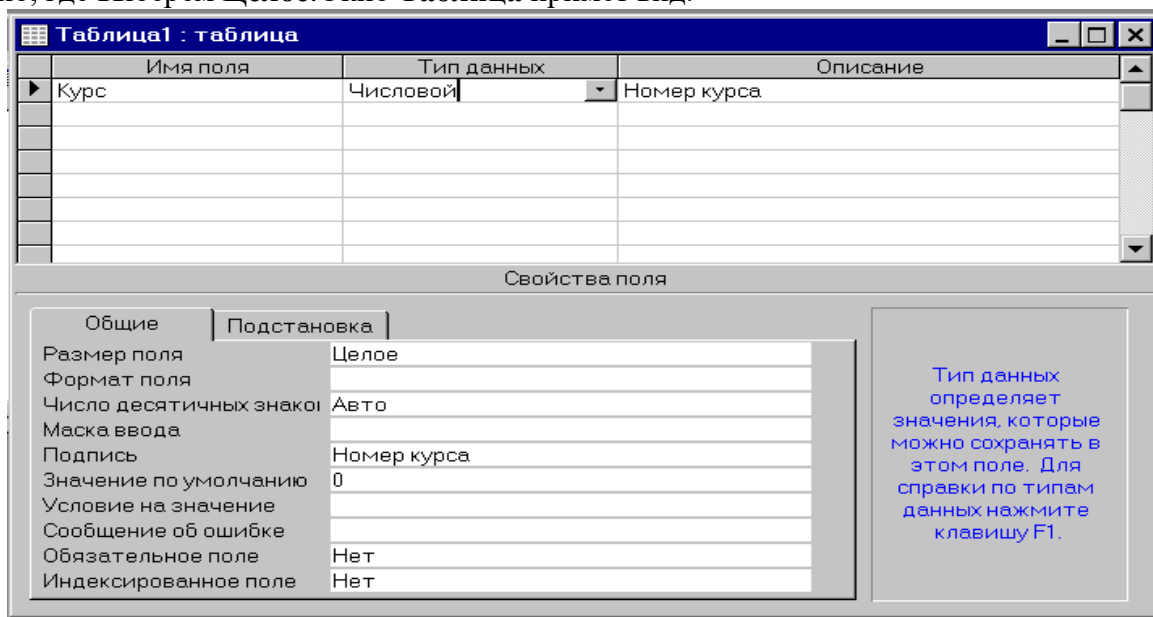 Таблица1 : таблица
Имя поля Тип данных Описание
Курс Числовой Номер курса
Свойства поля
Общие Подстановка
Размер поля Целое
Формат поля
Число десятичных знаков Авто
Маска ввода
Подпись Номер курса
Значение по умолчанию 0
Условие на значение
Сообщение об ошибке
Обязательное поле Нет
Индексированное поле Нет
Тип данных
определяет
значения, которые
можно сохранять в
этом поле. Для
справки по типам
данных нажмите
клавишу F1.